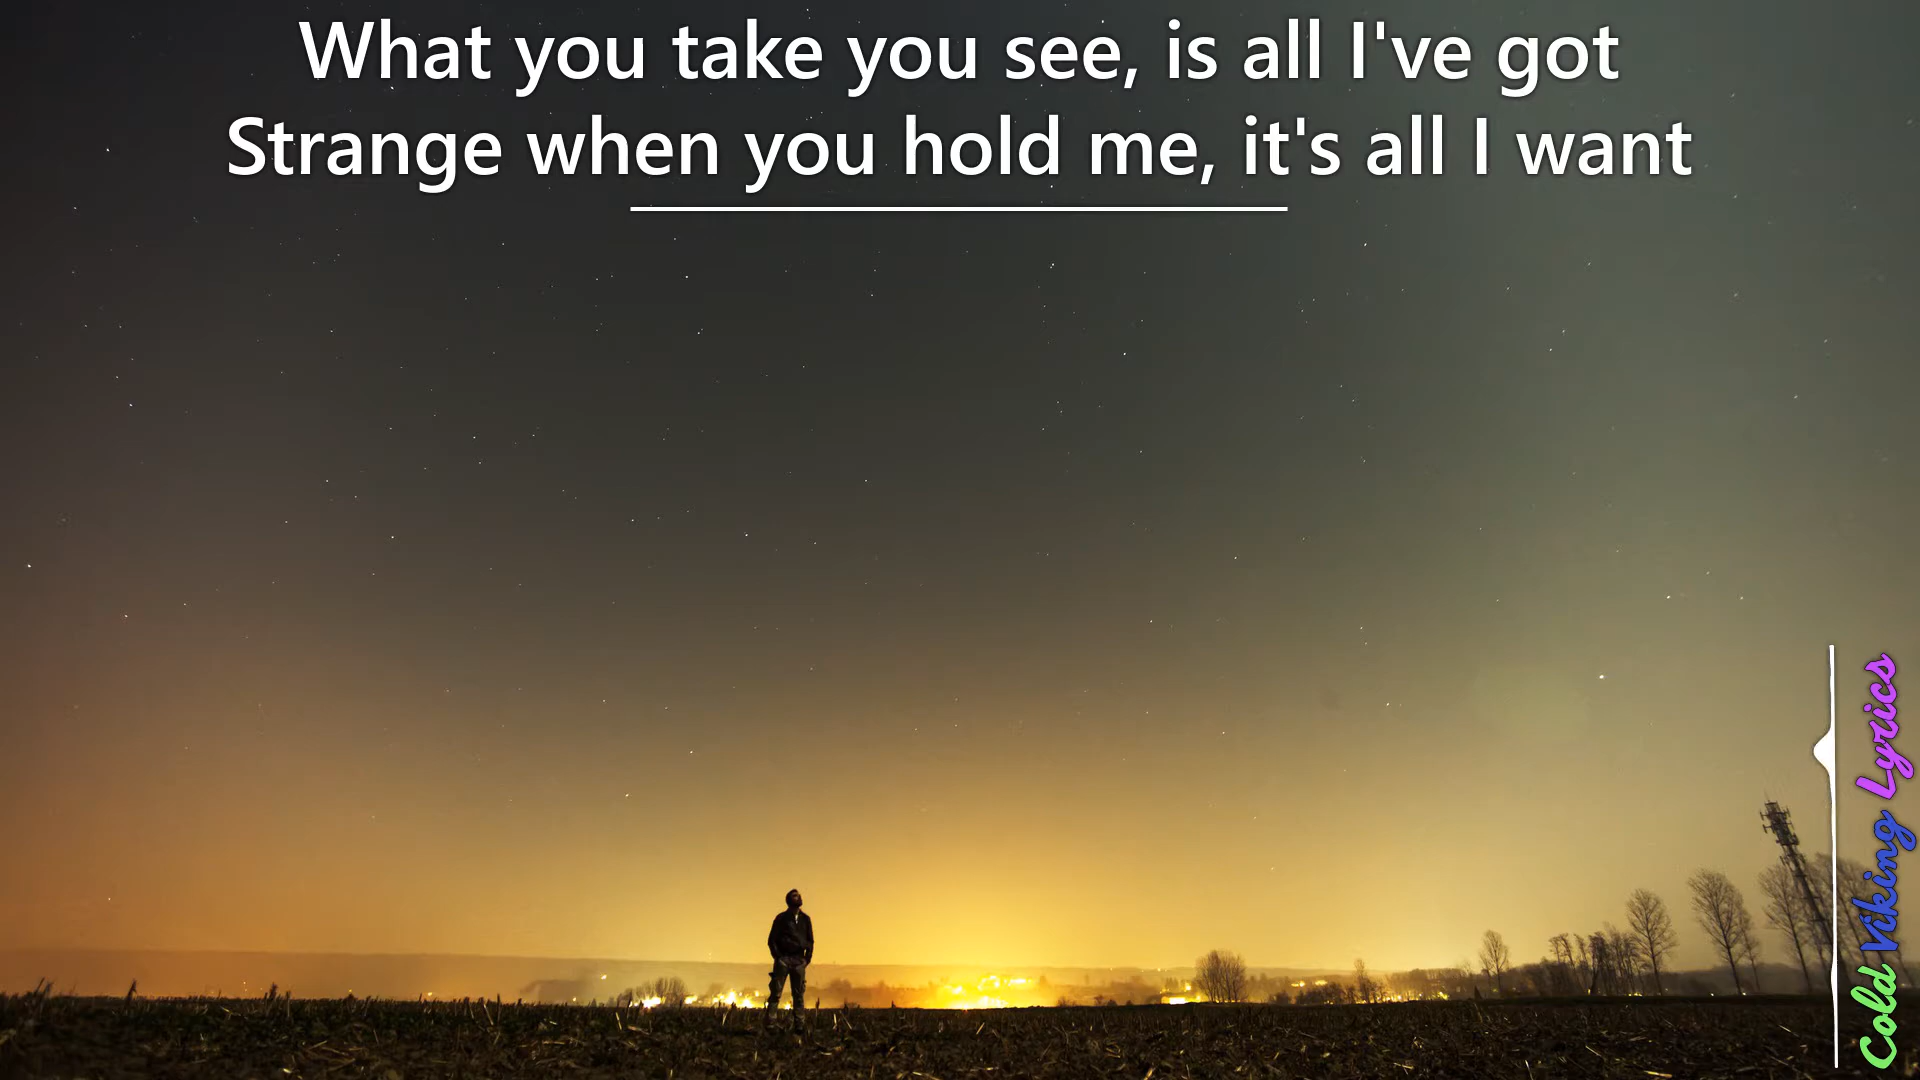 What you take you see, is all I've got
Strange when you hold me, it's all I want
Cold Viking Lyrics